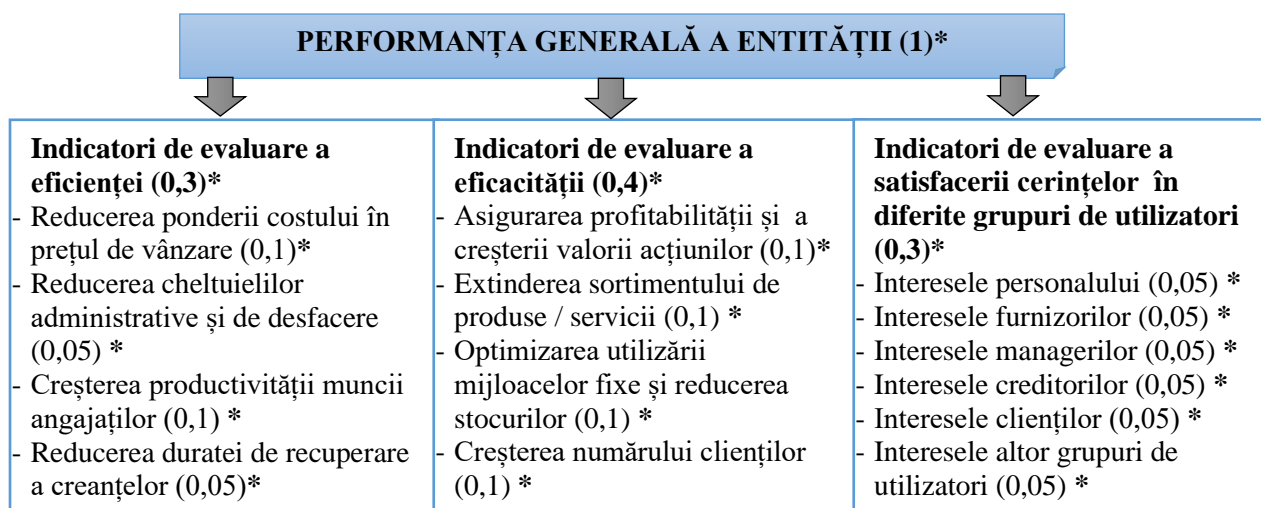 PERFORMANȚA GENERALĂ A ENTITĂȚII (1)*
Indicatori de evaluare a
eficienței (0,3)*
- Reducerea ponderii costului în
prețul de vânzare (0,1)*
- Reducerea cheltuielilor
administrative și de desfacere
(0,05) *
- Creșterea productivității muncii
angajaților (0,1) *
- Reducerea duratei de recuperare
a creanțelor (0,05)*
Indicatori de evaluare a
eficacității (0,4)*
- Asigurarea profitabilității și a
creșterii valorii acțiunilor (0,1)*
- Extinderea sortimentului de
produse / servicii (0,1) *
- Optimizarea utilizării
mijloacelor fixe și reducerea
stocurilor (0,1) *
- Creșterea numărului clienților
(0,1) *
Indicatori de evaluare a
satisfacerii cerințelor în
diferite grupuri de utilizatori
(0,3)*
- Interesele personalului (0,05) *
- Interesele furnizorilor (0,05) *
- Interesele managerilor (0,05) *
- Interesele creditorilor (0,05) *
- Interesele clienților (0,05) *
- Interesele altor grupuri de
utilizatori (0,05) *